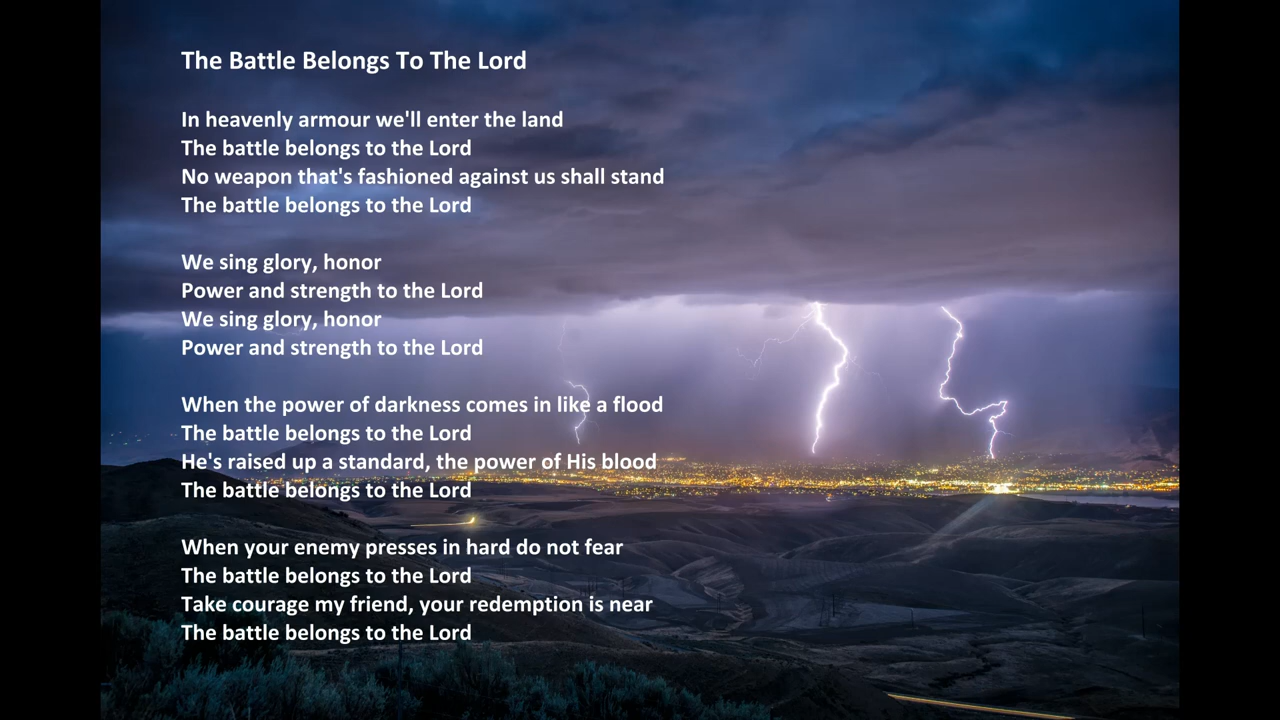 The Battle Belongs To The Lord
In heavenly armour we'll enter the land
The battle belongs to the Lord
No weapon that's fashioned against us shall stand
The battle belongs to the Lord
We sing glory, honor
Power and strength to the Lord
We sing glory, honor
Power and strength to the Lord
When the power of darkness comes in like a flood
The battle belongs to the Lord
He's raised up a standard, the power of His blood
The battle belongs to the Lord
When your enemy presses in hard do not fear
The battle belongs to the Lord
Take courage my friend, your redemption is near
The battle belongs to the Lord